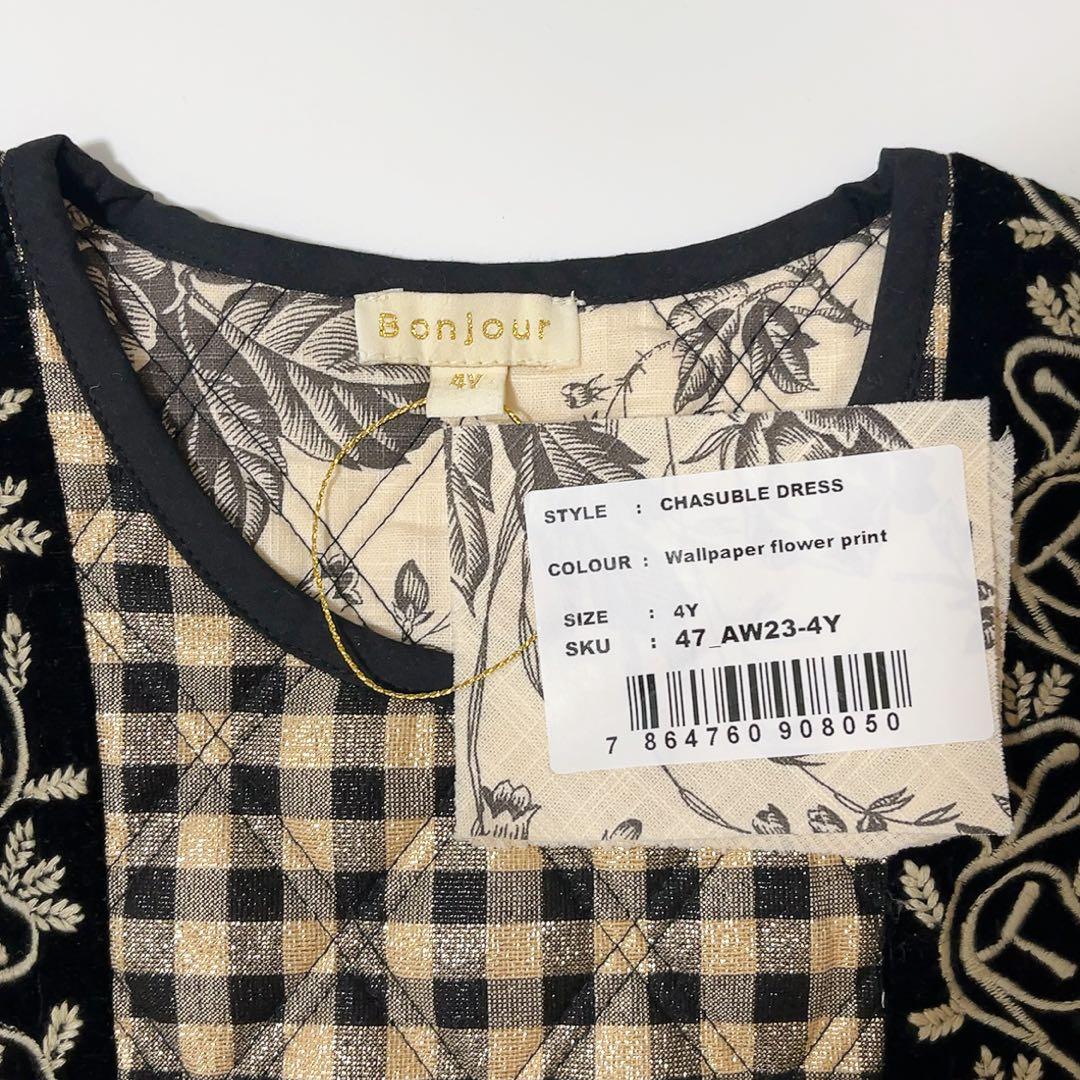 Bonjour
4Y
STYLE : CHASUBLE DRESS
COLOUR : Wallpaper flower print
SIZE : 4Y
SKU : 47_AW23-4Y
7 864760 908050